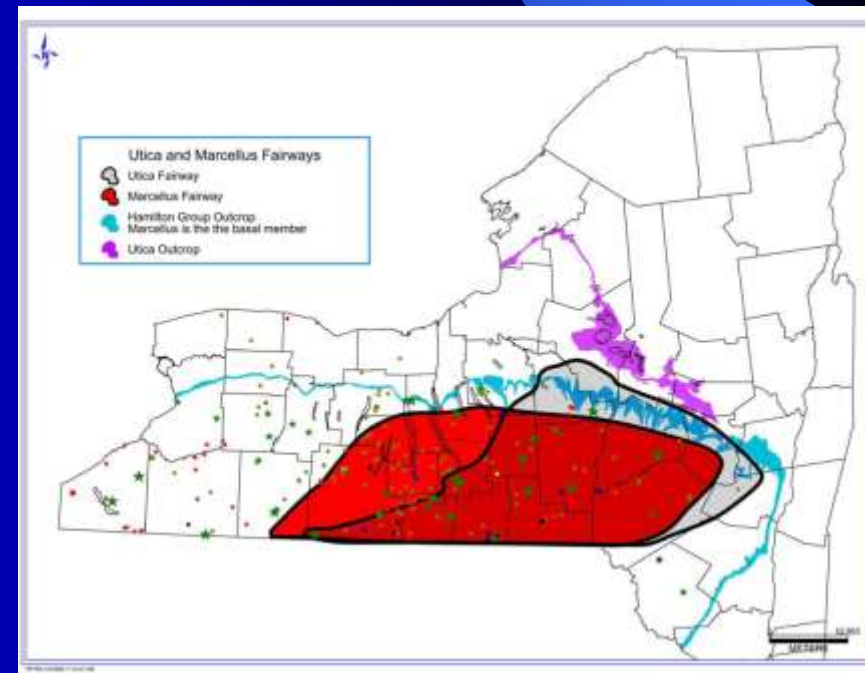 Utica and Marcellus Fairways
Utica Fairway
Marcellus Fairway
Hamilton Group Outcrop
Marcellus is the the basal member
Utica Outcrop
METERS